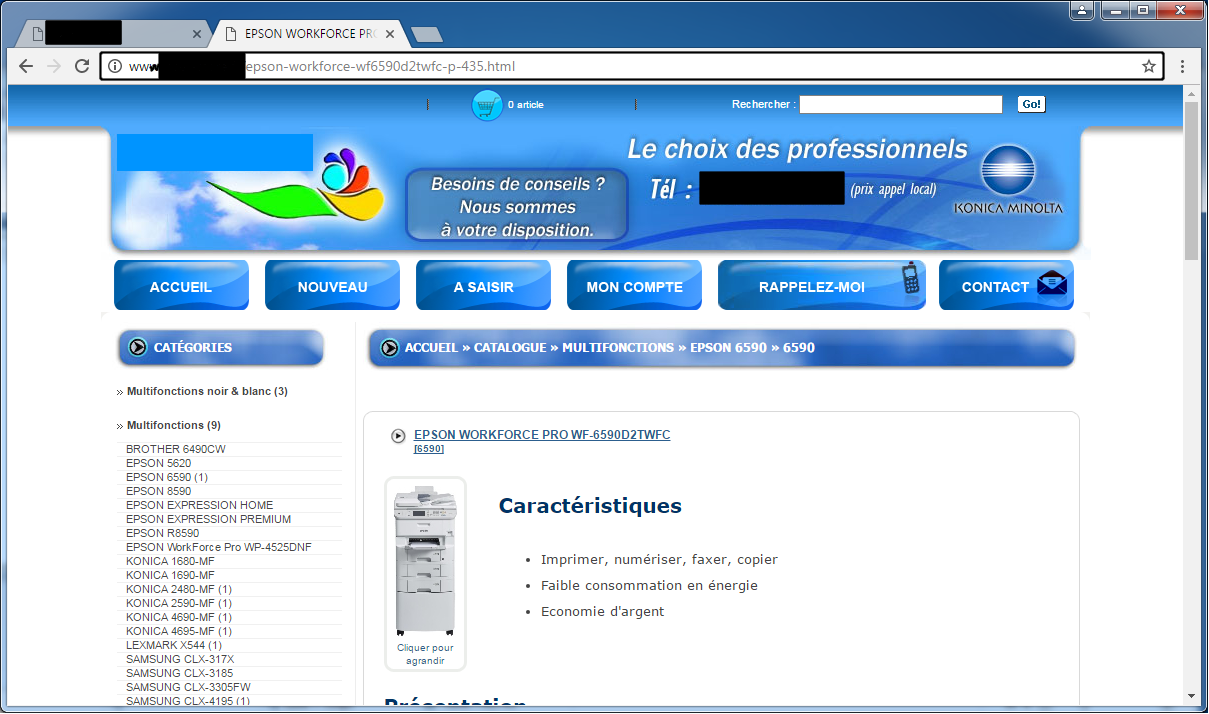 EPSON WORKFORCE PRO
www
epson-workforce-wf6590d2twfc-p-435.html
0 article
Rechercher :
Go!
Le choix des professionnels
Besoins de conseils ?
Nous sommes
à votre disposition.
Tél :
(prix appel local)
KONICA MINOLTA
ACCUEIL
NOUVEAU
A SAISIR
MON COMPTE
RAPPELEZ-MOI
CONTACT
CATÉGORIES
ACCUEIL » CATALOGUE » MULTIFONCTIONS » EPSON 6590 » 6590
» Multifonctions noir & blanc (3)
» Multifonctions (9)
BROTHER 6490CW
EPSON 5620
EPSON 6590 (1)
EPSON 8590
EPSON EXPRESSION HOME
EPSON EXPRESSION PREMIUM
EPSON R8590
EPSON WorkForce Pro WP-4525DNF
KONICA 1680-MF
KONICA 1690-MF
KONICA 2480-MF (1)
KONICA 2590-MF (1)
KONICA 4690-MF (1)
KONICA 4695-MF (1)
LEXMARK X544 (1)
SAMSUNG CLX-317X
SAMSUNG CLX-3185
SAMSUNG CLX-3305FW
SAMSUNG CLX-4195 (1)
EPSON WORKFORCE PRO WF-6590D2TWFC
[6590]
Cliquer pour
agrandir
Caractéristiques
• Imprimer, numériser, faxer, copier
• Faible consommation en énergie
• Economie d'argent
Présentation